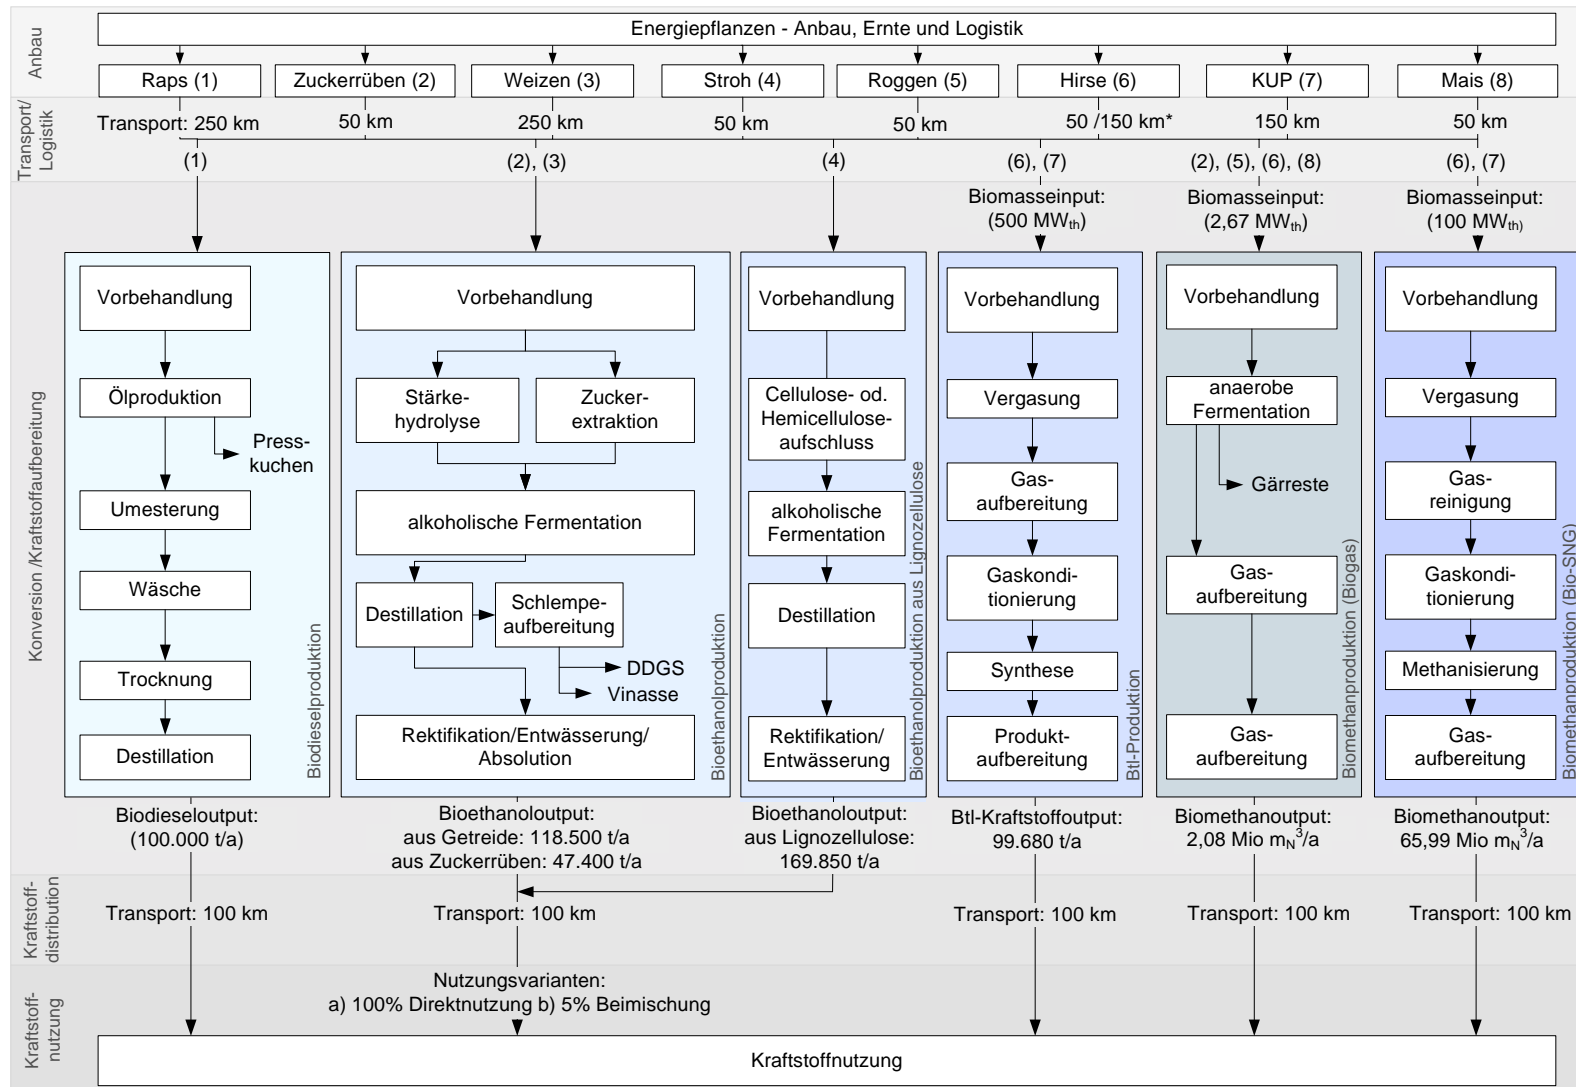 Anbau
Energiepflanzen - Anbau, Ernte und Logistik
Raps (1)
Zuckerrüben (2)
Weizen (3)
Stroh (4)
Roggen (5)
Hirse (6)
KUP (7)
Mais (8)
Transport/
Logistik
Transport: 250 km
50 km
250 km
50 km
50 km
50 /150 km*
150 km
50 km
(1)
(2), (3)
(4)
(6), (7)
(2), (5), (6), (8)
(6), (7)
Biomasseinput:
(500 MWth)
Biomasseinput:
(2,67 MWth)
Biomasseinput:
(100 MWth)
Konversion /Kraftstoffaufbereitung
Vorbehandlung
Ölproduktion
Press-
kuchen
Umesterung
Wäsche
Trocknung
Destillation
Biodieselproduktion
Vorbehandlung
Stärke-
hydrolyse
Zucker-
extraktion
alkoholische Fermentation
Destillation
Schlempe-
aufbereitung
DDGS
Vinasse
Rektifikation/Entwässerung/
Absolution
Bioethanolproduktion
Vorbehandlung
Cellulose- od.
Hemicellulose-
aufschluss
alkoholische
Fermentation
Destillation
Rektifikation/
Entwässerung
Bioethanolproduktion aus Lignozellulose
Vorbehandlung
Vergasung
Gas-
aufbereitung
Gaskondi-
tionierung
Synthese
Produkt-
aufbereitung
Btl-Produktion
Vorbehandlung
anaerobe
Fermentation
Gärreste
Gas-
aufbereitung
Gas-
aufbereitung
Biomethanproduktion (Biogas)
Vorbehandlung
Vergasung
Gas-
reinigung
Gaskondi-
tionierung
Methanisierung
Gas-
aufbereitung
Biomethanproduktion (Bio-SNG)
Biodieseloutput:
(100.000 t/a)
Bioethanoloutput:
aus Getreide: 118.500 t/a
aus Zuckerrüben: 47.400 t/a
Bioethanoloutput:
aus Lignozellulose:
169.850 t/a
Btl-Kraftstoffoutput:
99.680 t/a
Biomethanoutput:
2,08 Mio mN³/a
Biomethanoutput:
65,99 Mio mN³/a
Kraftstoff-
distribution
Transport: 100 km
Transport: 100 km
Transport: 100 km
Transport: 100 km
Transport: 100 km
Kraftstoff-
nutzung
Nutzungsvarianten:
a) 100% Direktnutzung b) 5% Beimischung
Kraftstoffnutzung